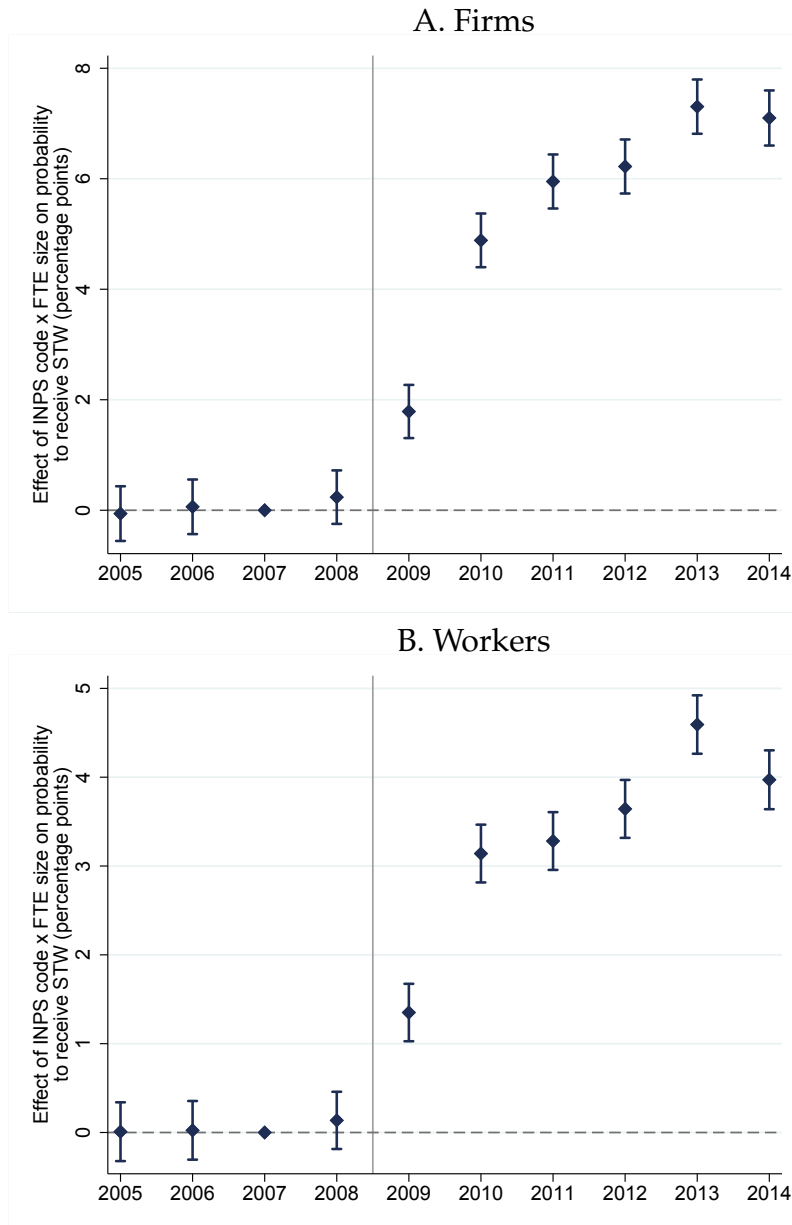 A. Firms
Effect of INPS code x FTE size on probability
to receive STW (percentage points)
8
6
4
2
0
2005 2006 2007 2008 2009 2010 2011 2012 2013 2014
B. Workers
Effect of INPS code x FTE size on probability
to receive STW (percentage points)
5
4
3
2
1
0
2005 2006 2007 2008 2009 2010 2011 2012 2013 2014